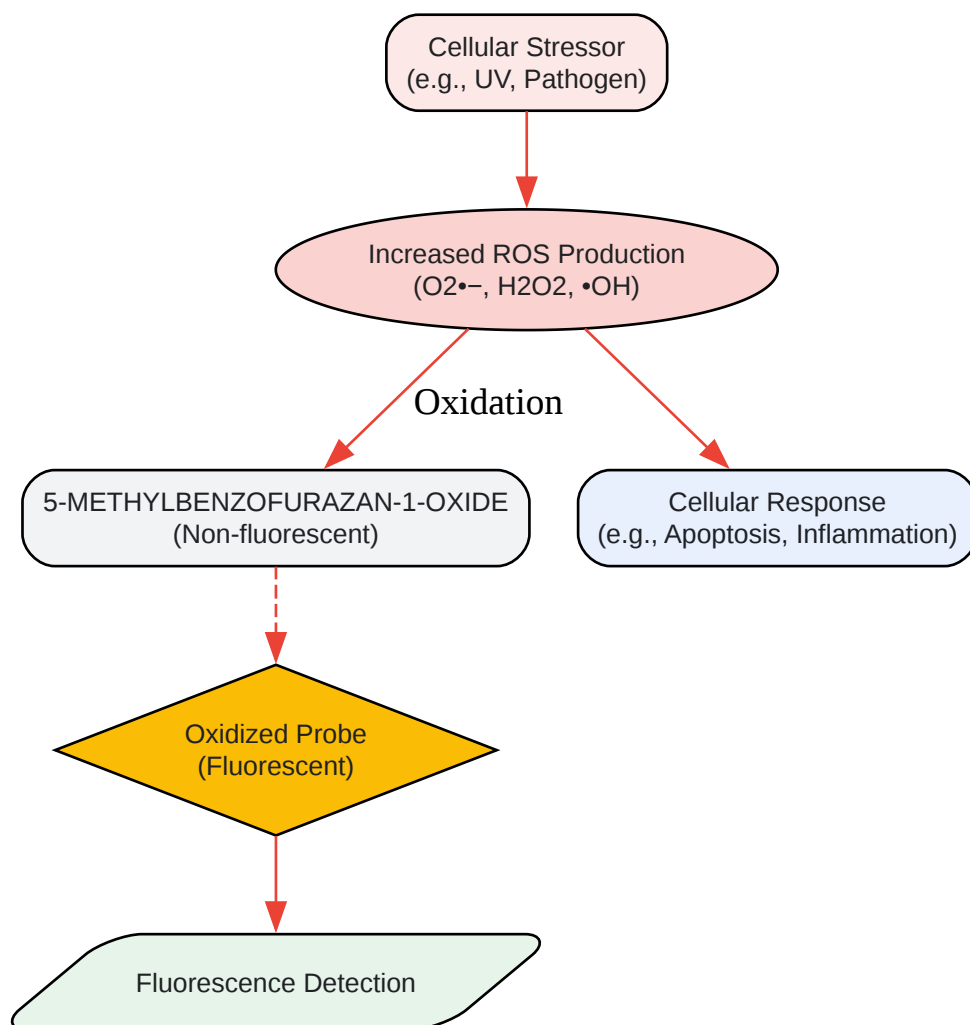 Cellular Stressor
(e.g., UV, Pathogen)
Increased ROS Production
(O2•−, H2O2, •OH)
Oxidation
5-METHYLBENZOFURAZAN-1-OXIDE
(Non-fluorescent)
Cellular Response
(e.g., Apoptosis, Inflammation)
Oxidized Probe
(Fluorescent)
Fluorescence Detection